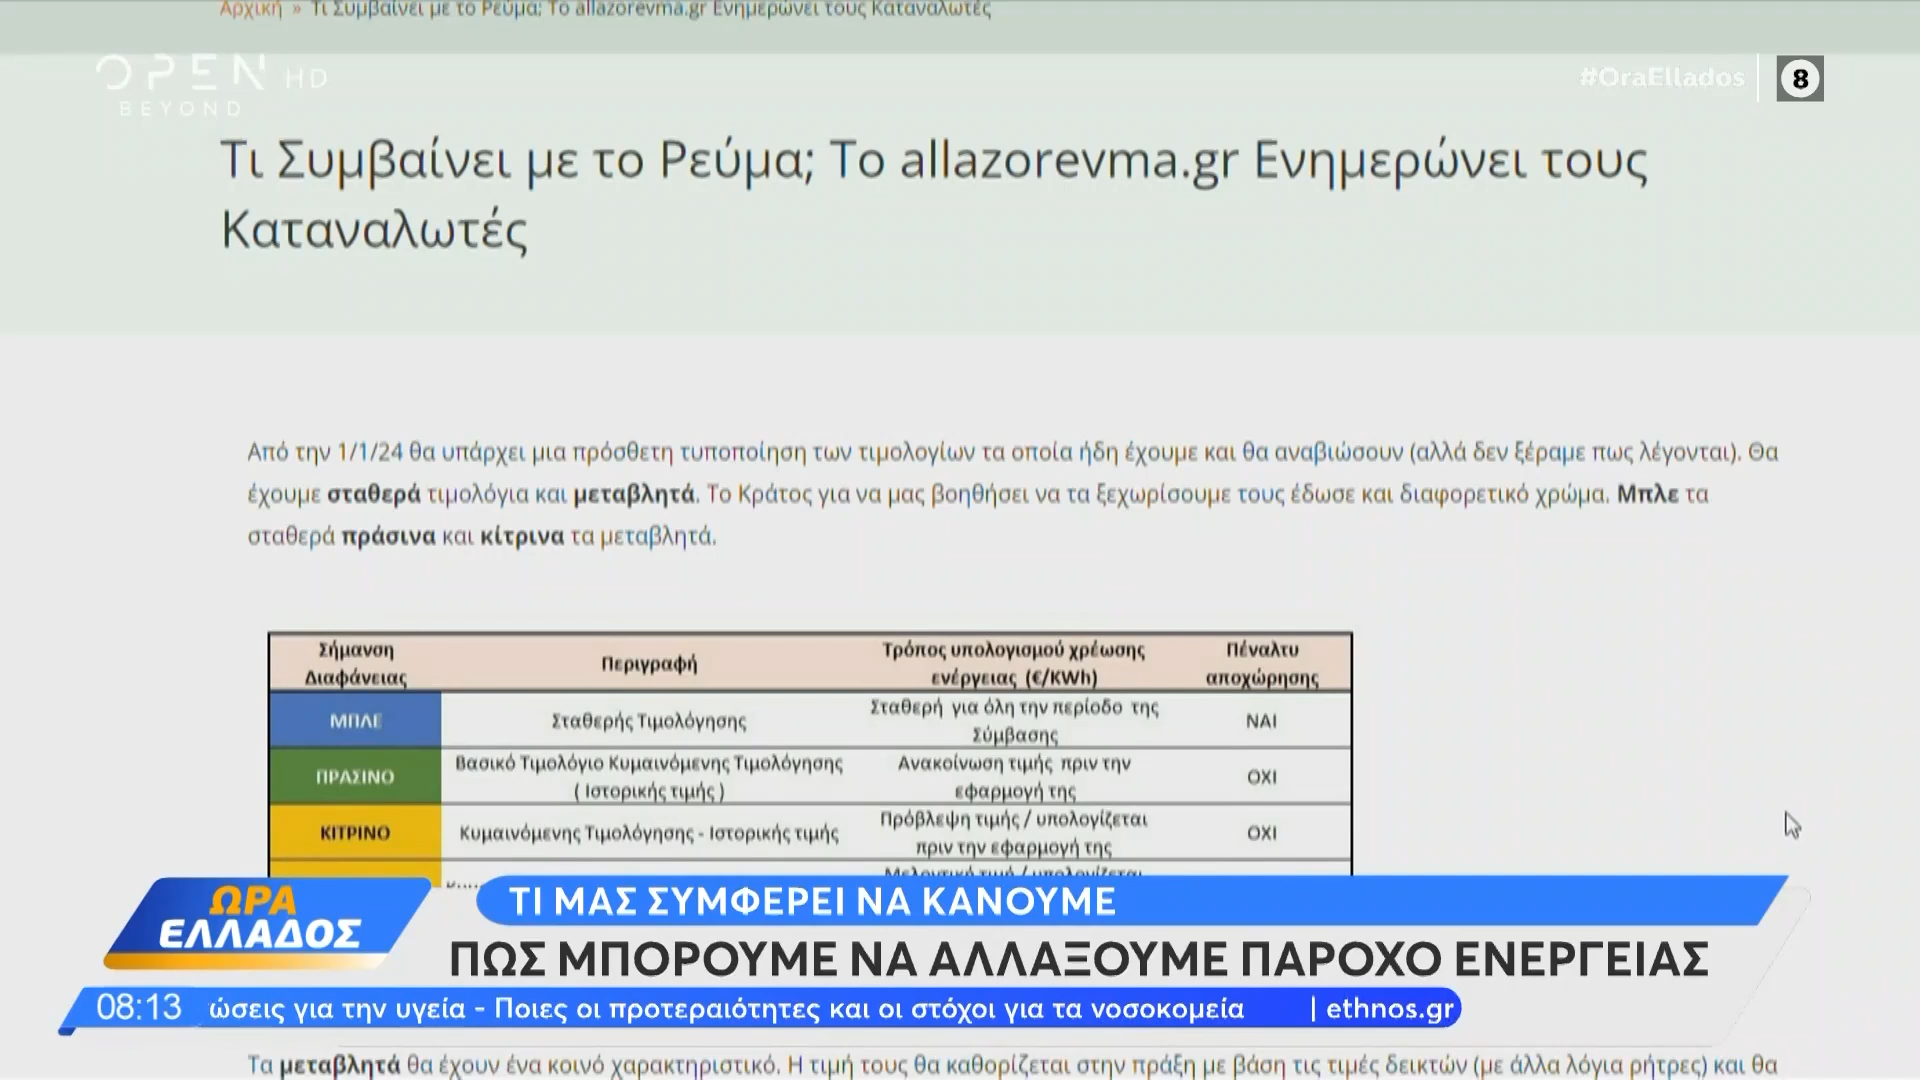 Αρχική » Τι Συμβαίνει με το Ρεύμα; Το allazorevma.gr Ενημερώνει τους Καταναλωτές
OPEN HD
BEYOND
#OraEllados
8
Τι Συμβαίνει με το Ρεύμα; Το allazorevma.gr Ενημερώνει τους
Καταναλωτές
Από την 1/1/24 θα υπάρχει μια πρόσθετη τυποποίηση των τιμολογίων τα οποία ήδη έχουμε και θα αναβιώσουν (αλλά δεν ξέραμε πως λέγονται). Θα
έχουμε σταθερά τιμολόγια και μεταβλητά. Το Κράτος για να μας βοηθήσει να τα ξεχωρίσουμε τους έδωσε και διαφορετικό χρώμα. Μπλε τα
σταθερά πράσινα και κίτρινα τα μεταβλητά.
Σήμανση
Διαφάνειας
Περιγραφή
Τρόπος υπολογισμού χρέωσης
ενέργειας (€/KWh)
Πέναλτυ
αποχώρησης
ΜΠΛΕ
Σταθερής Τιμολόγησης
Σταθερή για όλη την περίοδο της
Σύμβασης
ΝΑΙ
ΠΡΑΣΙΝΟ
Βασικό Τιμολόγιο Κυμαινόμενης Τιμολόγησης
( Ιστορικής τιμής )
Ανακοίνωση τιμής πριν την
εφαρμογή της
ΟΧΙ
ΚΙΤΡΙΝΟ
Κυμαινόμενης Τιμολόγησης - Ιστορικής τιμής
Πρόβλεψη τιμής / υπολογίζεται
πριν την εφαρμογή της
ΟΧΙ
ΩΡΑ
ΕΛΛΑΔΟΣ
ΤΙ ΜΑΣ ΣΥΜΦΕΡΕΙ ΝΑ ΚΑΝΟΥΜΕ
ΠΩΣ ΜΠΟΡΟΥΜΕ ΝΑ ΑΛΛΑΞΟΥΜΕ ΠΑΡΟΧΟ ΕΝΕΡΓΕΙΑΣ
08:13 ώσεις για την υγεία - Ποιες οι προτεραιότητες και οι στόχοι για τα νοσοκομεία | ethnos.gr
Τα μεταβλητά θα έχουν ένα κοινό χαρακτηριστικό. Η τιμή τους θα καθορίζεται στην πράξη με βάση τις τιμές δεικτών (με άλλα λόγια ρήτρες) και θα